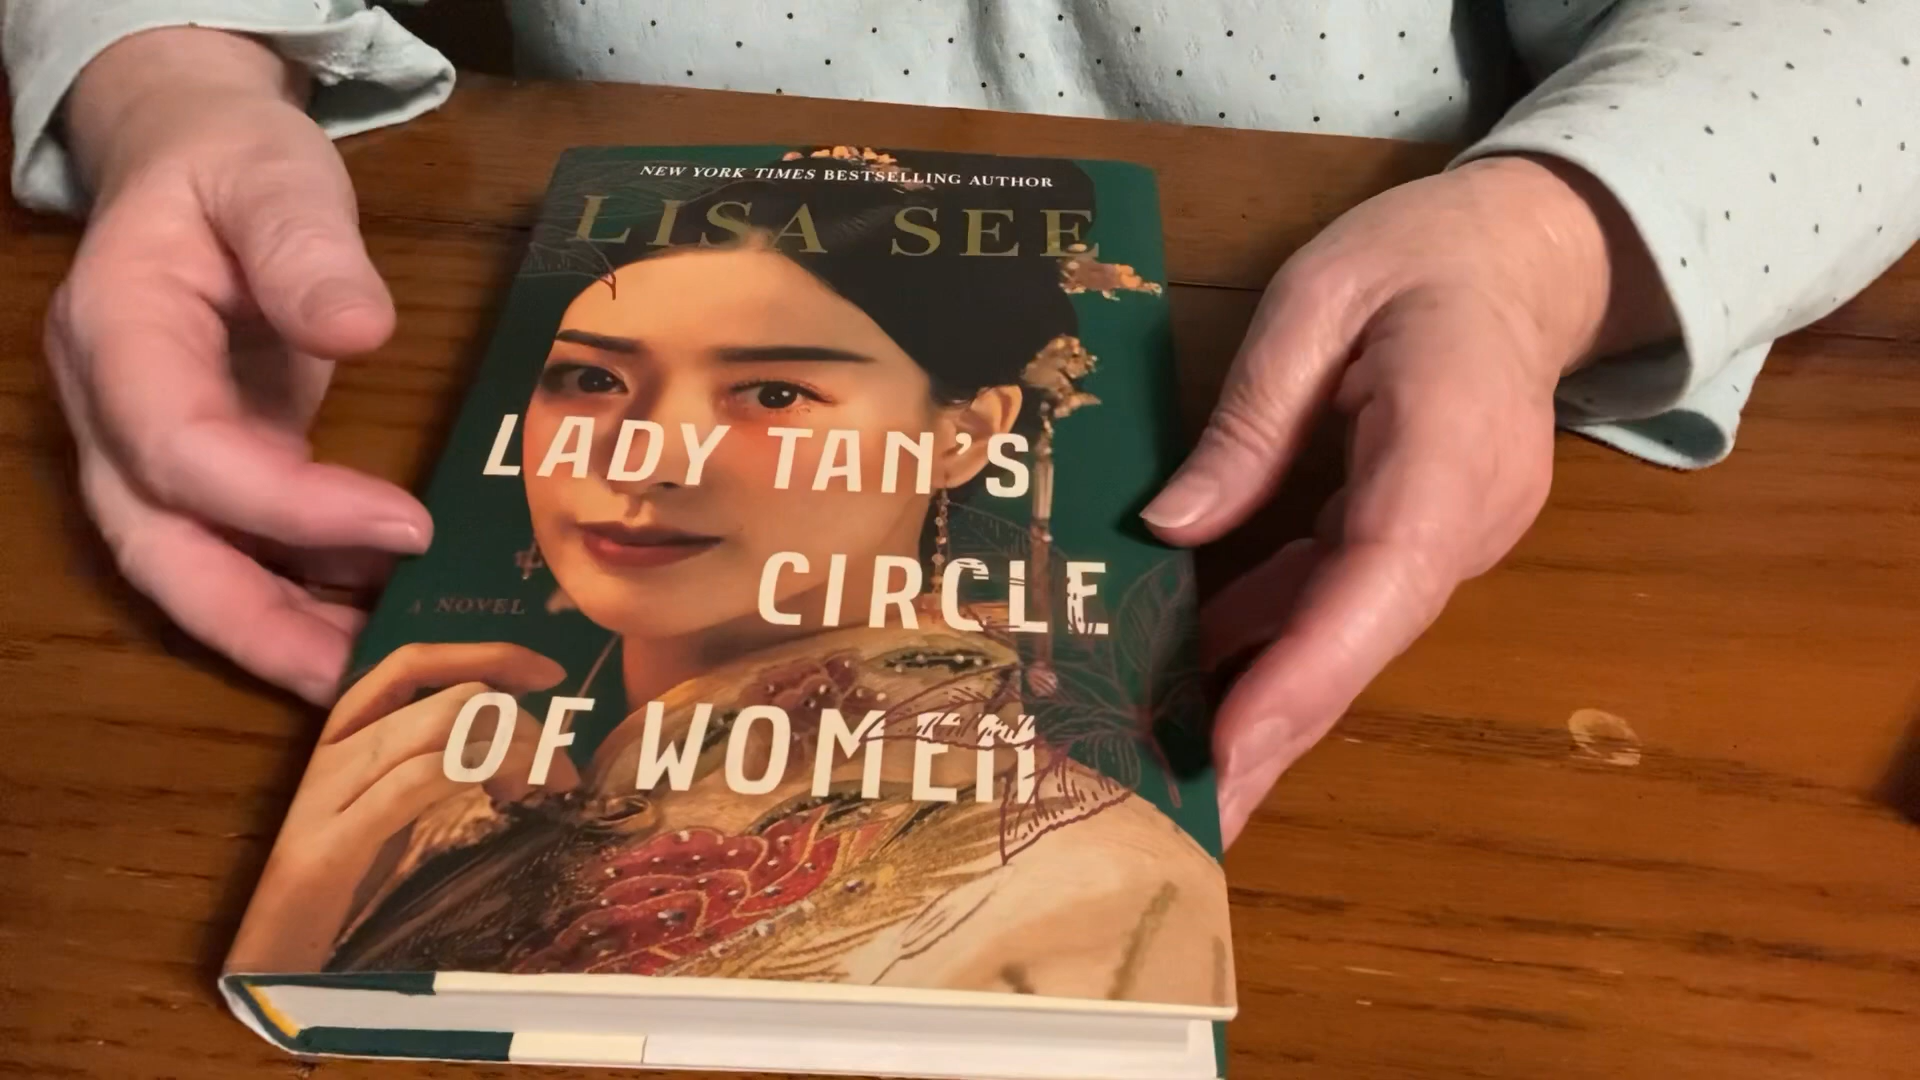 NEW YORK TIMES BESTSELLING AUTHOR
LISA SEE
LADY TAN'S
CIRCLE
A NOVEL
OF WOMEN